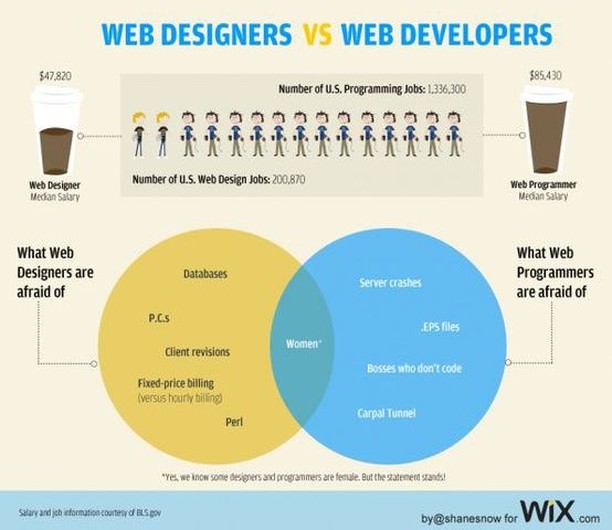 WEB DESIGNERS VS WEB DEVELOPERS
$47,820
Number of U.S. Programming Jobs: 1,336,300
$85,430
Number of U.S. Web Design Jobs: 200,870
Web Designer
Median Salary
Web Programmer
Median Salary
What Web
Designers are
afraid of
What Web
Programmers
are afraid of
Databases
P.C.s
Client revisions
Fixed-price billing
(versus hourly billing)
Perl
Women*
Server crashes
.EPS files
Bosses who don't code
Carpal Tunnel
*Yes, we know some designers and programmers are female. But the statement stands!
Salary and job information courtesy of BLS.gov
by@shanesnow for WiX.com